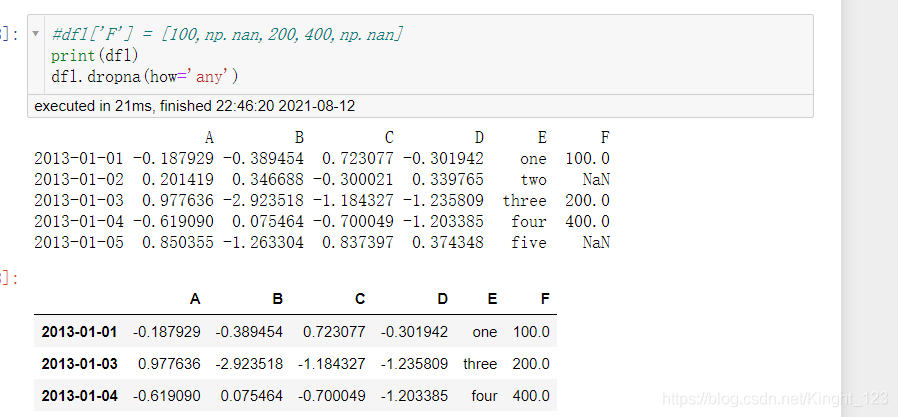 ]:
#df1['F'] = [100, np.nan, 200, 400, np.nan]
print(df1)
df1.dropna(how='any')
executed in 21ms, finished 22:46:20 2021-08-12
A B C D E F
2013-01-01 -0.187929 -0.389454 0.723077 -0.301942 one 100.0
2013-01-02 0.201419 0.346688 -0.300021 0.339765 two NaN
2013-01-03 0.977636 -2.923518 -1.184327 -1.235809 three 200.0
2013-01-04 -0.619090 0.075464 -0.700049 -1.203385 four 400.0
2013-01-05 0.850355 -1.263304 0.837397 0.374348 five NaN
]:
A B C D E F
2013-01-01 -0.187929 -0.389454 0.723077 -0.301942 one 100.0
2013-01-03 0.977636 -2.923518 -1.184327 -1.235809 three 200.0
2013-01-04 -0.619090 0.075464 -0.700049 -1.203385 four 400.0
https://blog.csdn.net/Kinght_123